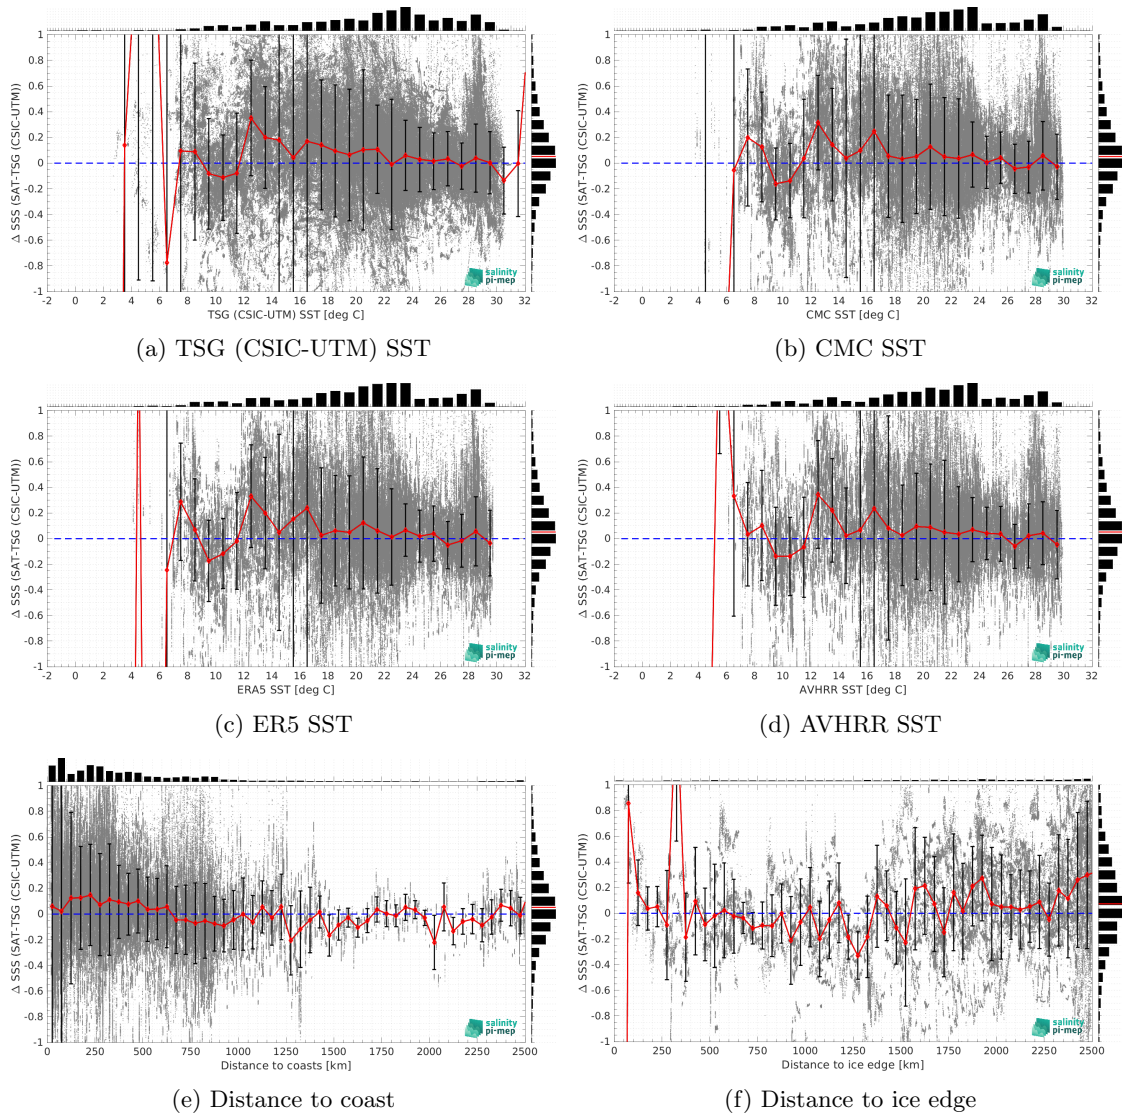 1
0.8
0.6
0.4
0.2
0
-0.2
-0.4
-0.6
-0.8
-1
Δ SSS (SAT-TSG (CSIC-UTM))
-2 0 2 4 6 8 10 12 14 16 18 20 22 24 26 28 30 32
TSG (CSIC-UTM) SST [deg C]
salinity
pi-mep
(a) TSG (CSIC-UTM) SST
1
0.8
0.6
0.4
0.2
0
-0.2
-0.4
-0.6
-0.8
-1
Δ SSS (SAT-TSG (CSIC-UTM))
-2 0 2 4 6 8 10 12 14 16 18 20 22 24 26 28 30 32
CMC SST [deg C]
salinity
pi-mep
(b) CMC SST
1
0.8
0.6
0.4
0.2
0
-0.2
-0.4
-0.6
-0.8
-1
Δ SSS (SAT-TSG (CSIC-UTM))
-2 0 2 4 6 8 10 12 14 16 18 20 22 24 26 28 30 32
ERA5 SST [deg C]
salinity
pi-mep
(c) ER5 SST
1
0.8
0.6
0.4
0.2
0
-0.2
-0.4
-0.6
-0.8
-1
Δ SSS (SAT-TSG (CSIC-UTM))
-2 0 2 4 6 8 10 12 14 16 18 20 22 24 26 28 30 32
AVHRR SST [deg C]
salinity
pi-mep
(d) AVHRR SST
1
0.8
0.6
0.4
0.2
0
-0.2
-0.4
-0.6
-0.8
-1
Δ SSS (SAT-TSG (CSIC-UTM))
0 250 500 750 1000 1250 1500 1750 2000 2250 2500
Distance to coasts [km]
salinity
pi-mep
(e) Distance to coast
1
0.8
0.6
0.4
0.2
0
-0.2
-0.4
-0.6
-0.8
-1
Δ SSS (SAT-TSG (CSIC-UTM))
0 250 500 750 1000 1250 1500 1750 2000 2250 2500
Distance to ice edge [km]
salinity
pi-mep
(f) Distance to ice edge